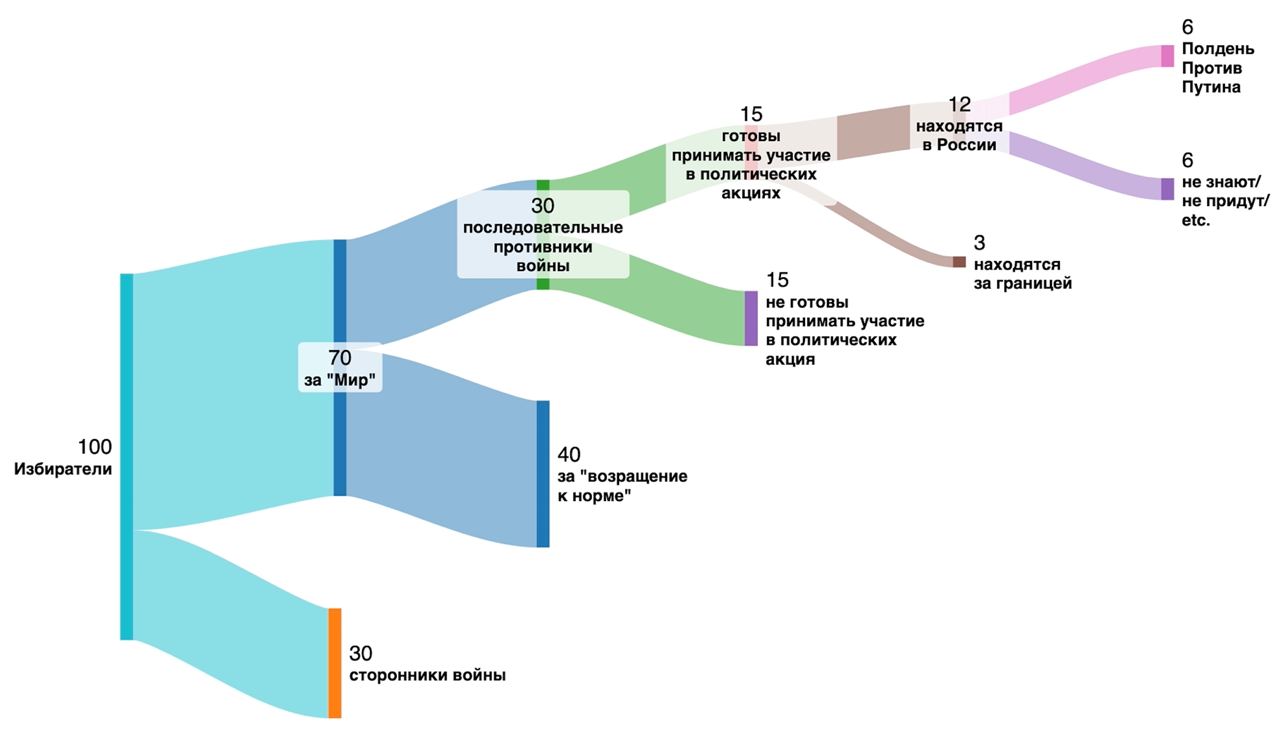 100
Избиратели
70
за "Мир"
30
сторонники войны
30
последовательные
противники
войны
40
за "возращение
к норме"
15
готовы
принимать участие
в политических
акциях
15
не готовы
принимать участие
в политических
акция
12
находятся
в России
3
находятся
за границей
6
Полдень
Против
Путина
6
не знают/
не придут/
etc.